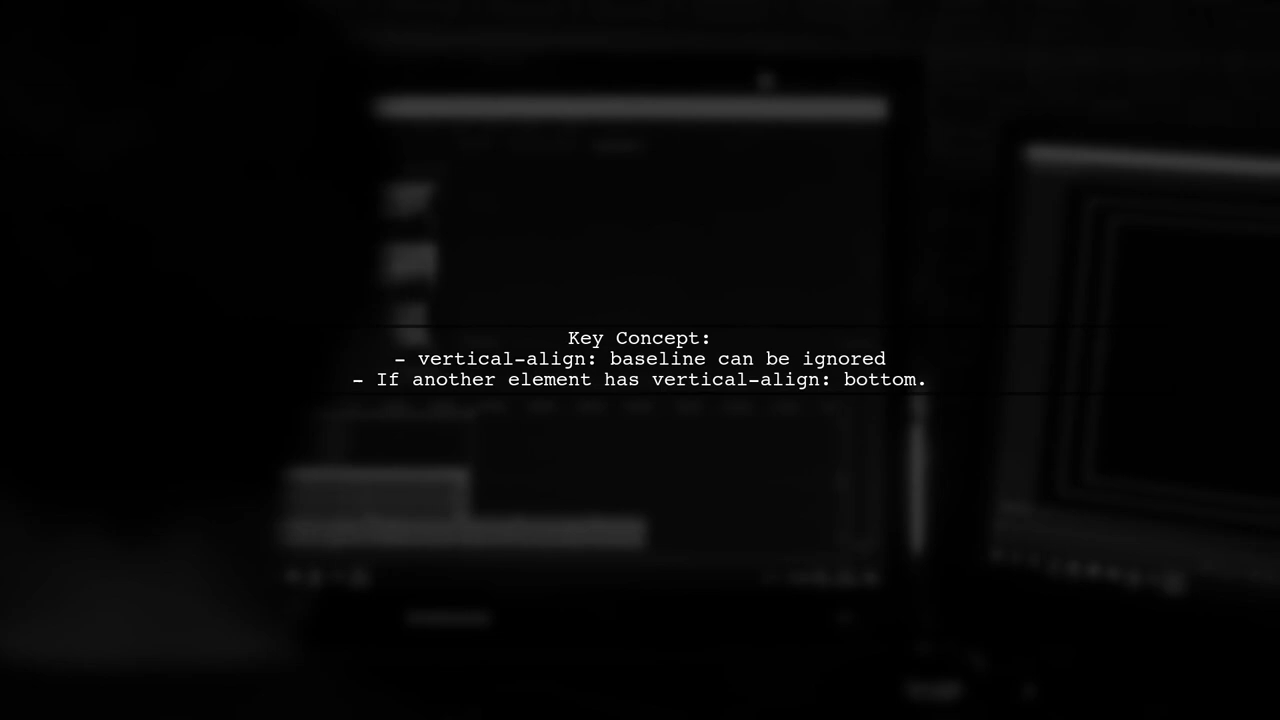 Key Concept:
- vertical-align: baseline can be ignored
- If another element has vertical-align: bottom.